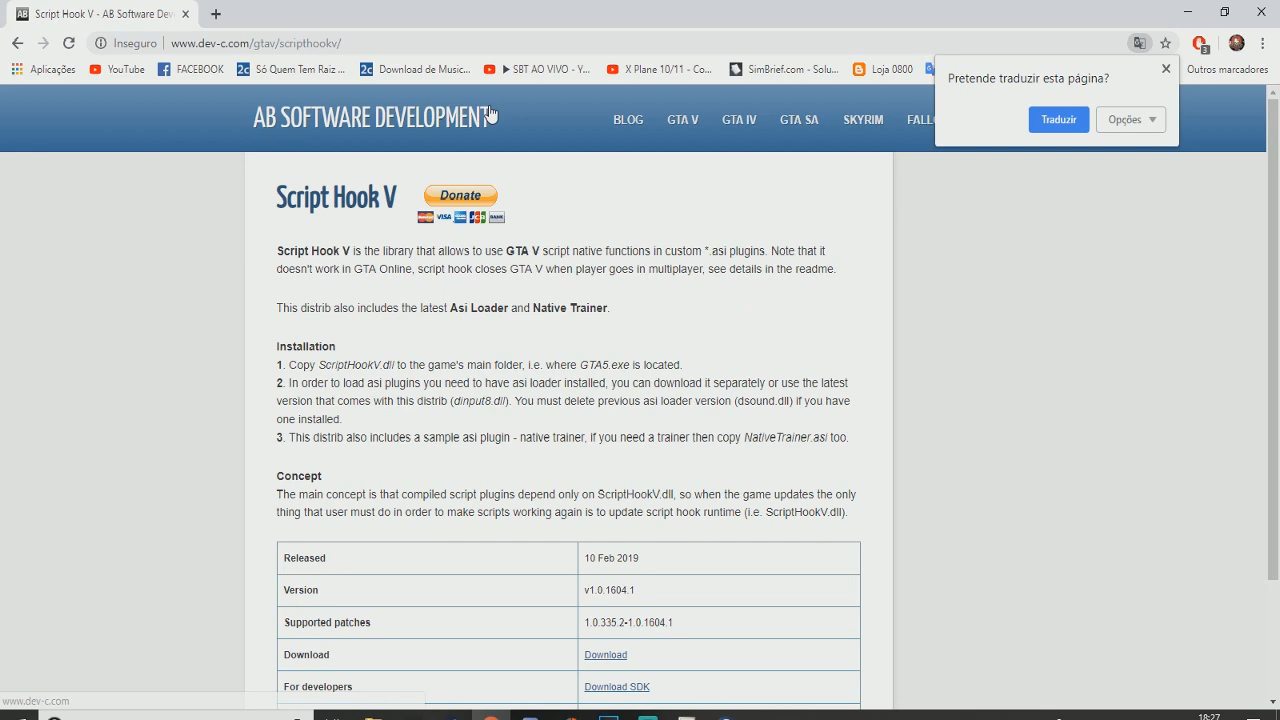 Script Hook V - AB Software Dev
Inseguro www.dev-c.com/gtav/scripthookv/
3
Aplicações YouTube FACEBOOK Só Quem Tem Raiz ... Download de Music... ► SBT AO VIVO - Y... X Plane 10/11 - Co... SimBrief.com - Solu... Loja 0800 Outros marcadores
Pretende traduzir esta página?
Traduzir Opções
AB SOFTWARE DEVELOPMENT
BLOG GTA V GTA IV GTA SA SKYRIM FALL
Script Hook V Donate
MasterCard VISA JCB BANK
Script Hook V is the library that allows to use GTA V script native functions in custom *.asi plugins. Note that it
doesn't work in GTA Online, script hook closes GTA V when player goes in multiplayer, see details in the readme.
This distrib also includes the latest Asi Loader and Native Trainer.
Installation
1. Copy ScriptHookV.dll to the game's main folder, i.e. where GTA5.exe is located.
2. In order to load asi plugins you need to have asi loader installed, you can download it separately or use the latest
version that comes with this distrib (dinput8.dll). You must delete previous asi loader version (dsound.dll) if you have
one installed.
3. This distrib also includes a sample asi plugin - native trainer, if you need a trainer then copy NativeTrainer.asi too.
Concept
The main concept is that compiled script plugins depend only on ScriptHookV.dll, so when the game updates the only
thing that user must do in order to make scripts working again is to update script hook runtime (i.e. ScriptHookV.dll).
Released 10 Feb 2019
Version v1.0.1604.1
Supported patches 1.0.335.2-1.0.1604.1
Download Download
For developers Download SDK
www.dev-c.com
18:27